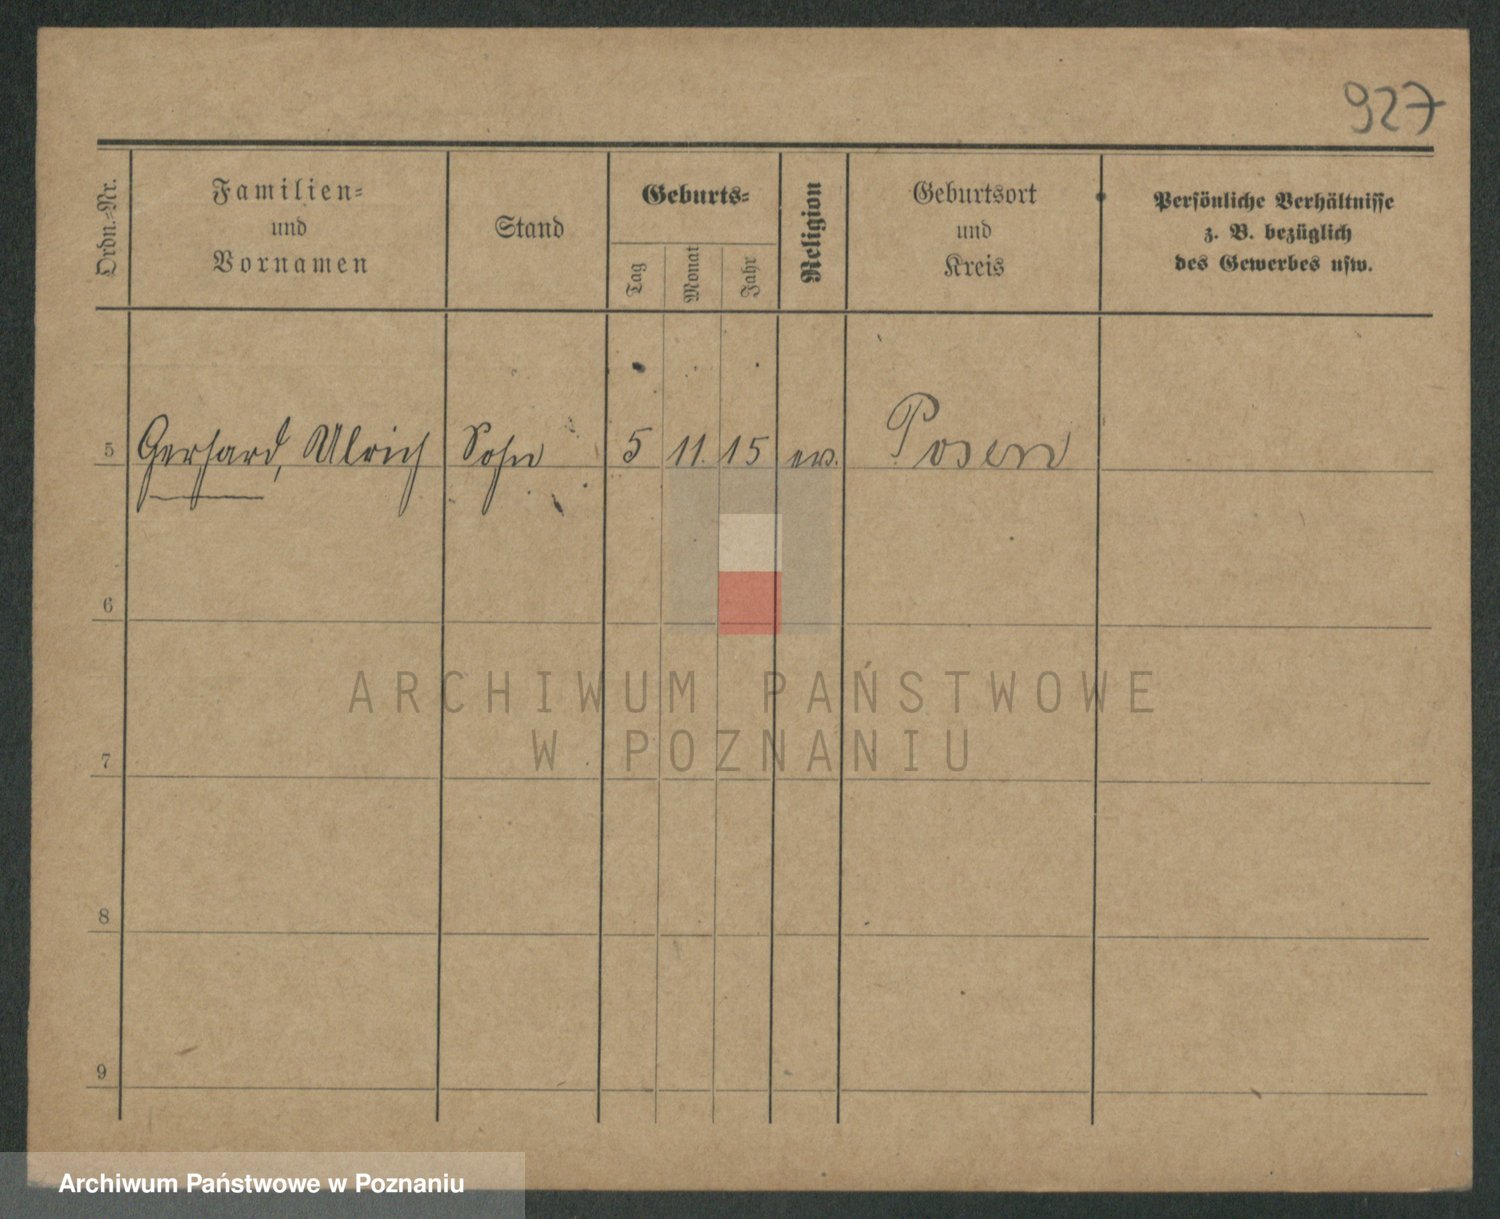 927
Ordn.-Nr.
Familien-
und
Vornamen
Stand
Geburts-
Tag
Monat
Jahr
Religion
Geburtsort
und
Kreis
Persönliche Verhältnisse
z. B. bezüglich
des Gewerbes usw.
5 Gerhard, Ulrich Sohn 5 11. 15 ev. Posen
6
7
8
9
ARCHIWUM PAŃSTWOWE
W POZNANIU
Archiwum Państwowe w Poznaniu